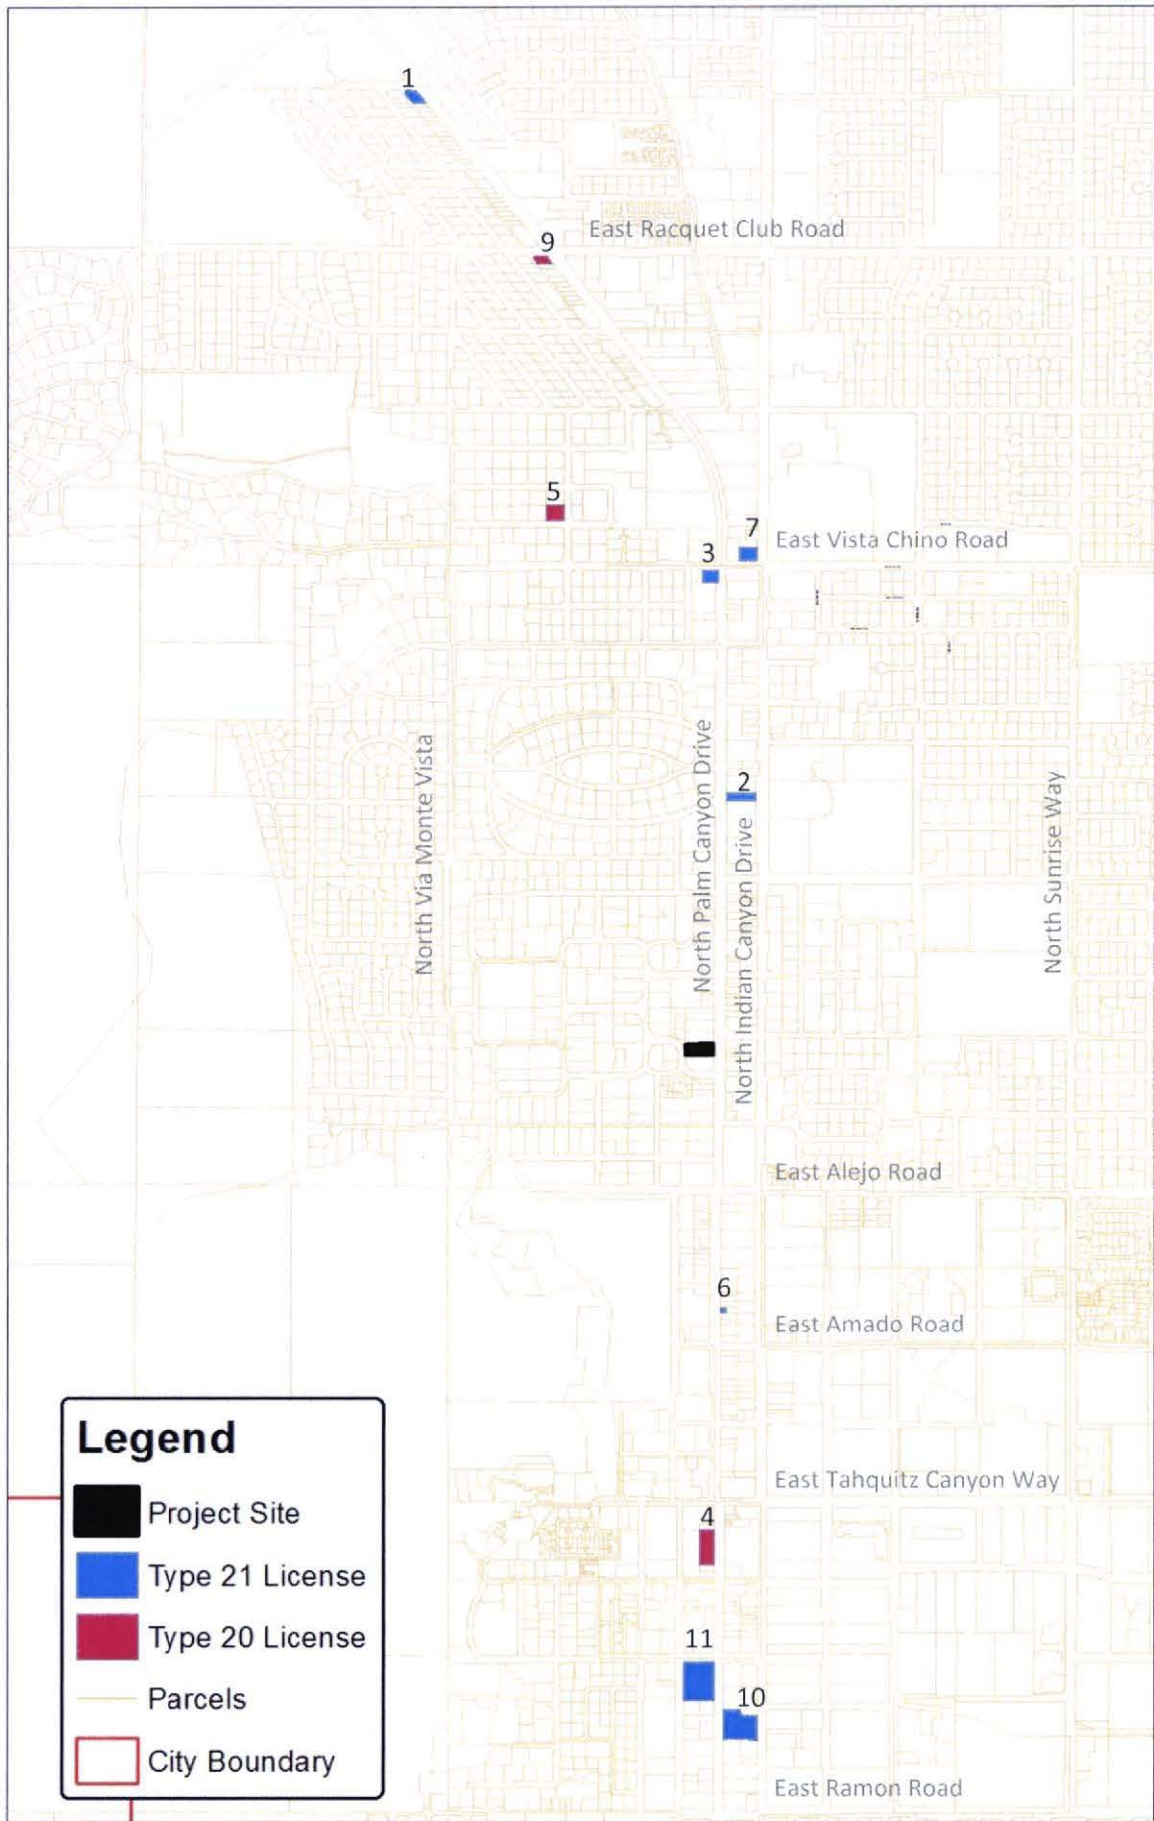 1
East Racquet Club Road
9
5
7
East Vista Chino Road
3
North Via Monte Vista
North Palm Canyon Drive
2
North Indian Canyon Drive
North Sunrise Way
East Alejo Road
6
East Amado Road
East Tahquitz Canyon Way
4
11
10
East Ramon Road
Legend
Project Site
Type 21 License
Type 20 License
Parcels
City Boundary